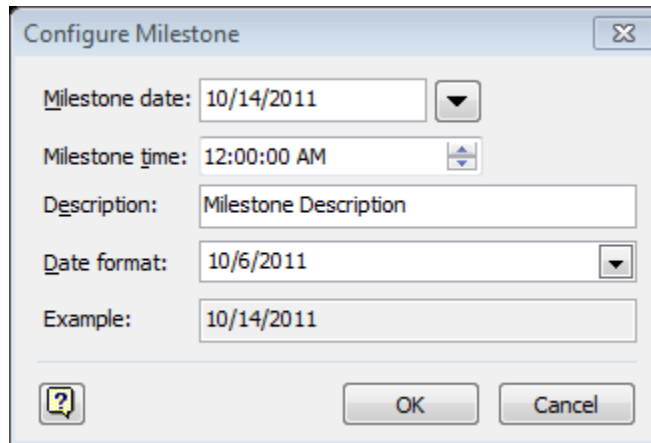 Configure Milestone
Milestone date: 10/14/2011
Milestone time: 12:00:00 AM
Description: Milestone Description
Date format: 10/6/2011
Example: 10/14/2011
? OK Cancel